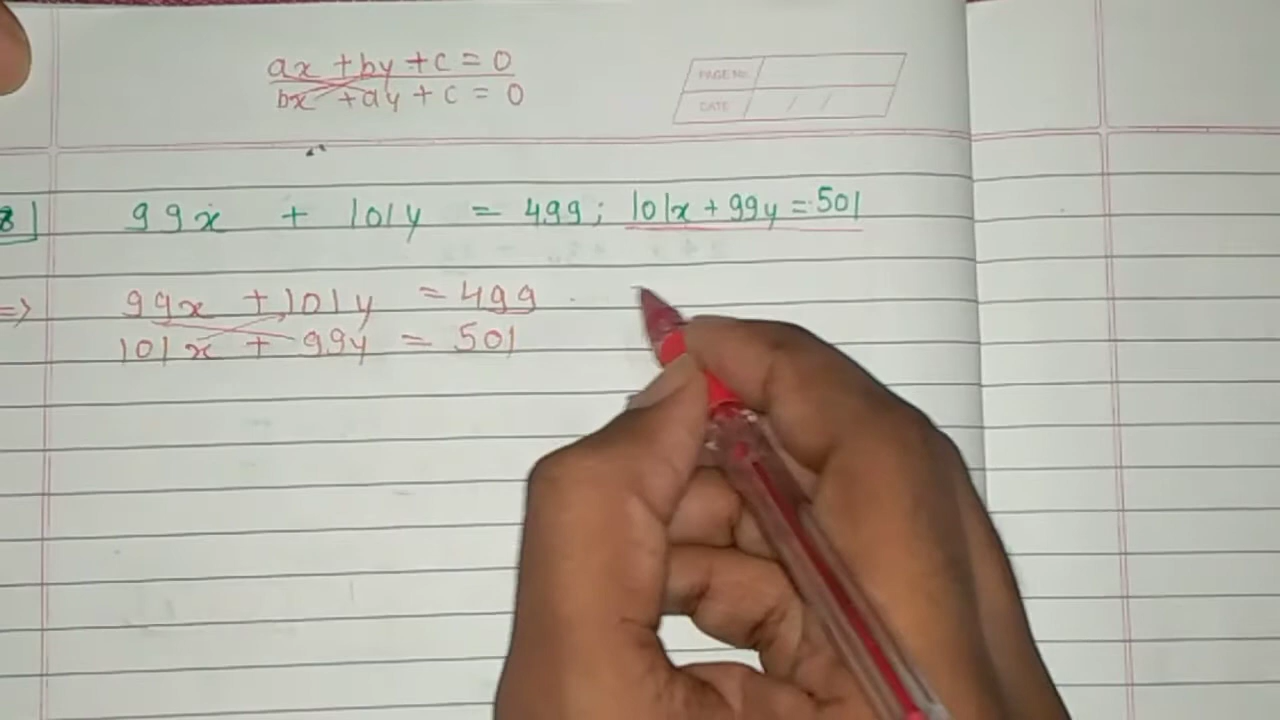 ax + by + c = 0
bx + ay + c = 0
PAGE No.
DATE / /
8] 99x + 101y = 499; 101x + 99y = 501
=> 99x + 101y = 499
101x + 99y = 501